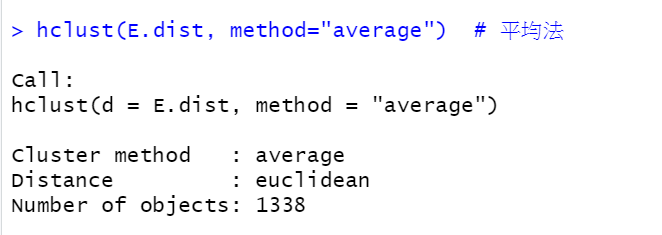 > hclust(E.dist, method="average")  # 平均法
Call:
hclust(d = E.dist, method = "average")
Cluster method   : average
Distance         : euclidean
Number of objects: 1338